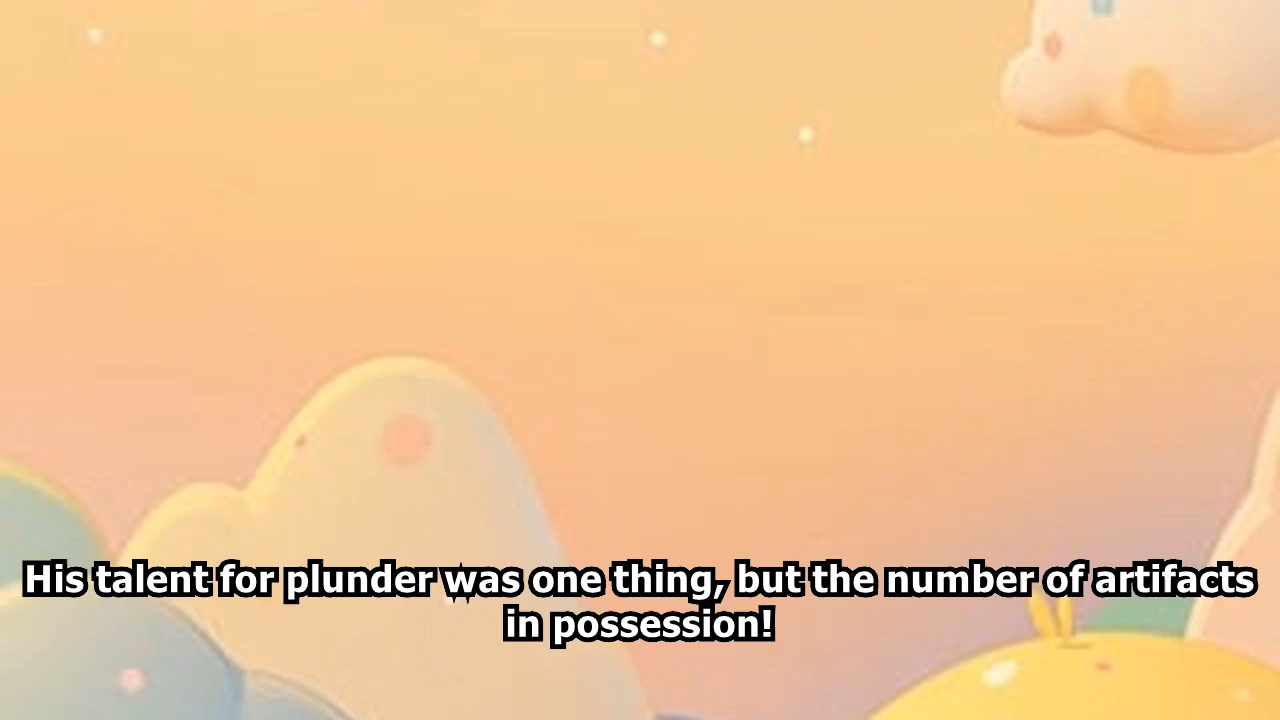 His talent for plunder was one thing, but the number of artifacts
in possession!